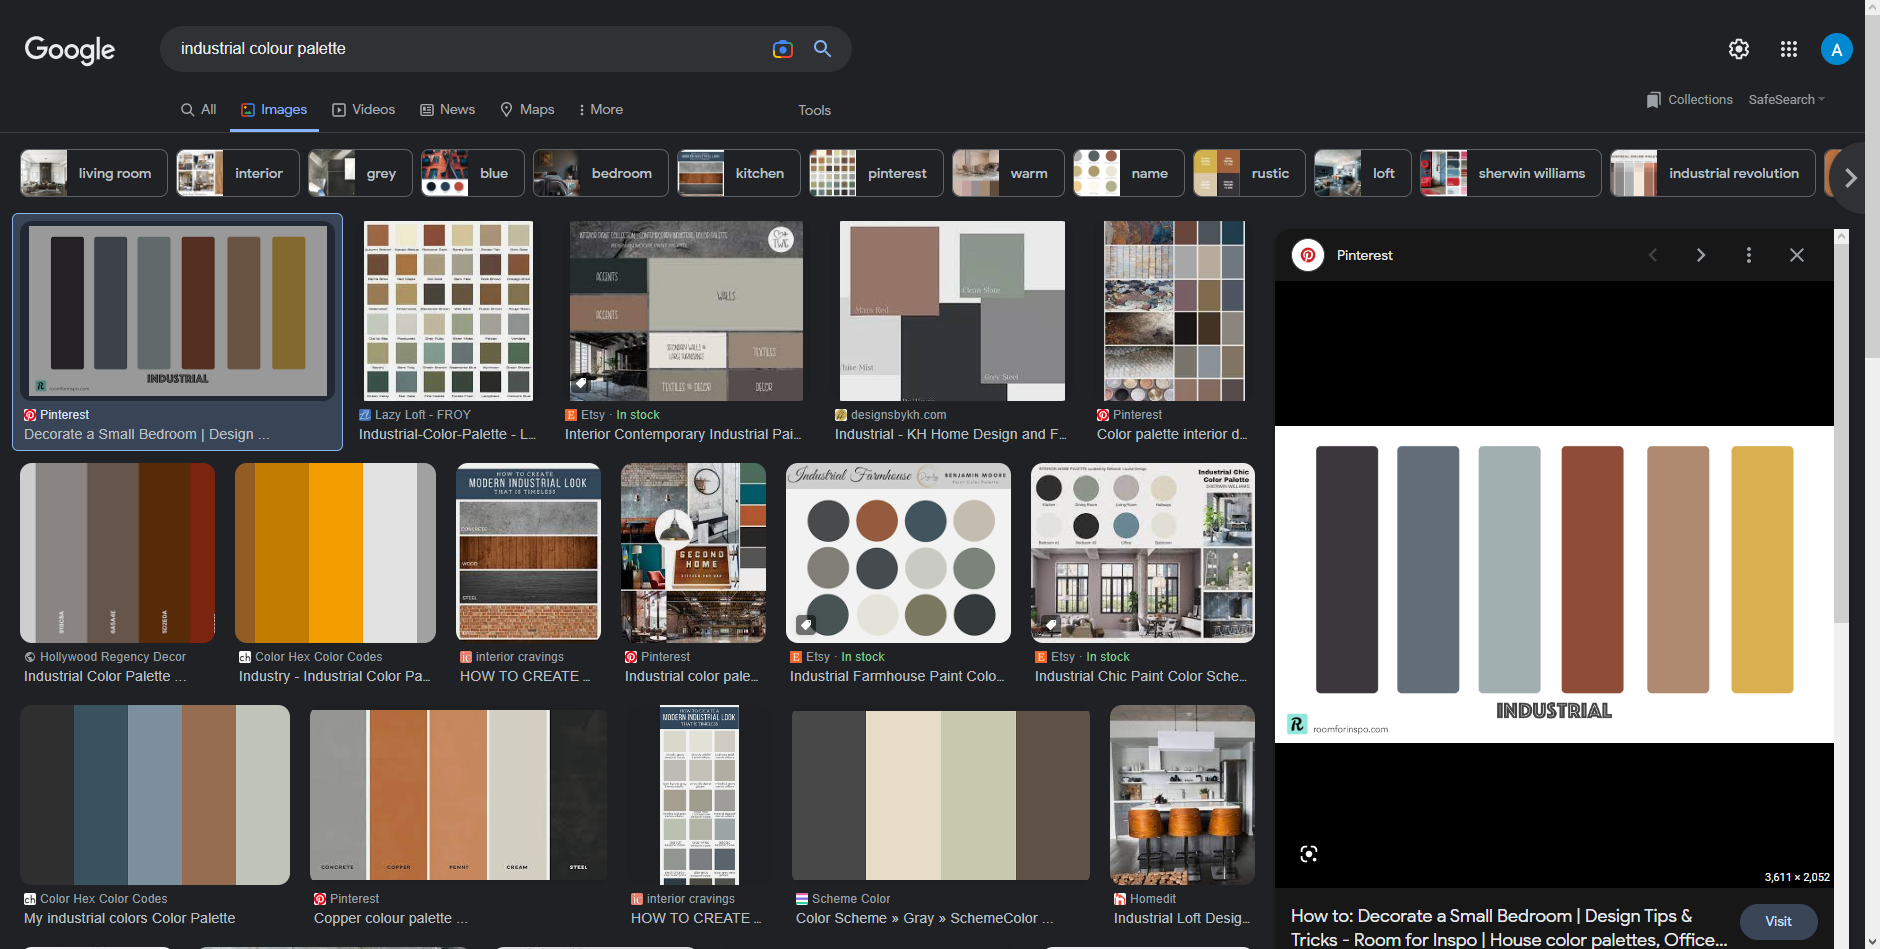 Google
industrial colour palette
A
All
Images
Videos
News
Maps
More
Tools
Collections
SafeSearch
living room
interior
grey
blue
bedroom
kitchen
pinterest
warm
name
rustic
loft
sherwin williams
industrial revolution
INDUSTRIAL
roomforinspo.com
Pinterest
Decorate a Small Bedroom | Design ...
Lazy Loft - FROY
Industrial-Color-Palette - L...
ACCENTS
WALLS
ACCENTS
SECONDARY WALLS &
LARGE FURNISHINGS
TEXTILES
TEXTILES & DECOR
DECOR
Etsy · In stock
Interior Contemporary Industrial Pai...
Mars Red
Clean Slate
White Mist
Grey Steel
designsbykh.com
Industrial - KH Home Design and F...
Pinterest
Color palette interior d...
Pinterest
3,611 × 2,052
INDUSTRIAL
R roomforinspo.com
How to: Decorate a Small Bedroom | Design Tips &
Tricks - Room for Inspo | House color palettes, Office...
Visit
Hollywood Regency Decor
Industrial Color Palette ...
Color Hex Color Codes
Industry - Industrial Color Pa...
HOW TO CREATE
MODERN INDUSTRIAL LOOK
THAT IS TIMELESS
CONCRETE
WOOD
STEEL
interior cravings
HOW TO CREATE ...
SECOND
HOME
KITCHEN AND BAR
Pinterest
Industrial color pale...
Industrial Farmhouse
BENJAMIN MOORE
Paint Color Palette
Etsy · In stock
Industrial Farmhouse Paint Colo...
Industrial Chic
Color Palette
SHERWIN WILLIAMS
Etsy · In stock
Industrial Chic Paint Color Sche...
Color Hex Color Codes
My industrial colors Color Palette
CONCRETE
COPPER
PENNY
CREAM
STEEL
Pinterest
Copper colour palette ...
HOW TO CREATE A
MODERN INDUSTRIAL LOOK
THAT IS TIMELESS
interior cravings
HOW TO CREATE ...
Scheme Color
Color Scheme » Gray » SchemeColor ...
Homedit
Industrial Loft Desig...